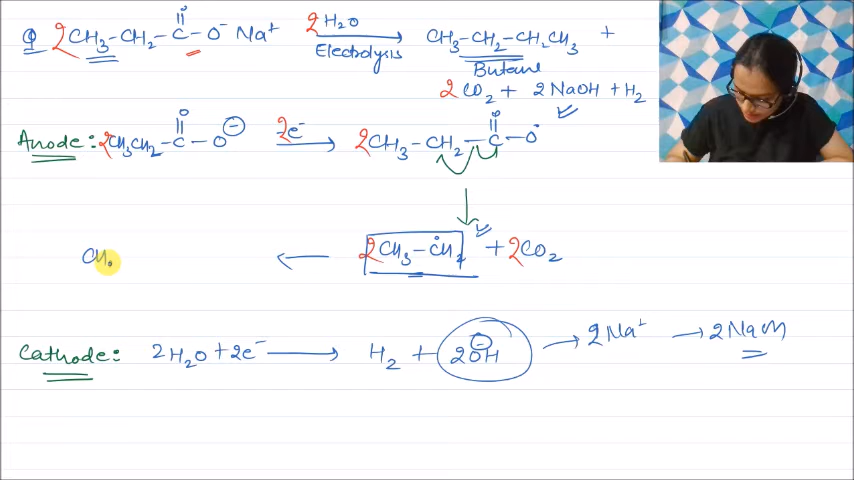 Q 2CH3-CH2-C-O⁻ Na⁺ 2H2O Electrolysis → CH3-CH2-CH2CH3 +
O
Butane
2CO2 + 2NaOH + H2
Anode: 2CH3CH2-C-O⁻ 2e⁻ → 2CH3-CH2-C-O•
O O
CH3 ← 2CH3-ĊH2 + 2CO2
Cathode: 2H2O + 2e⁻ → H2 + 2OH⁻ → 2Na⁺ → 2NaOH